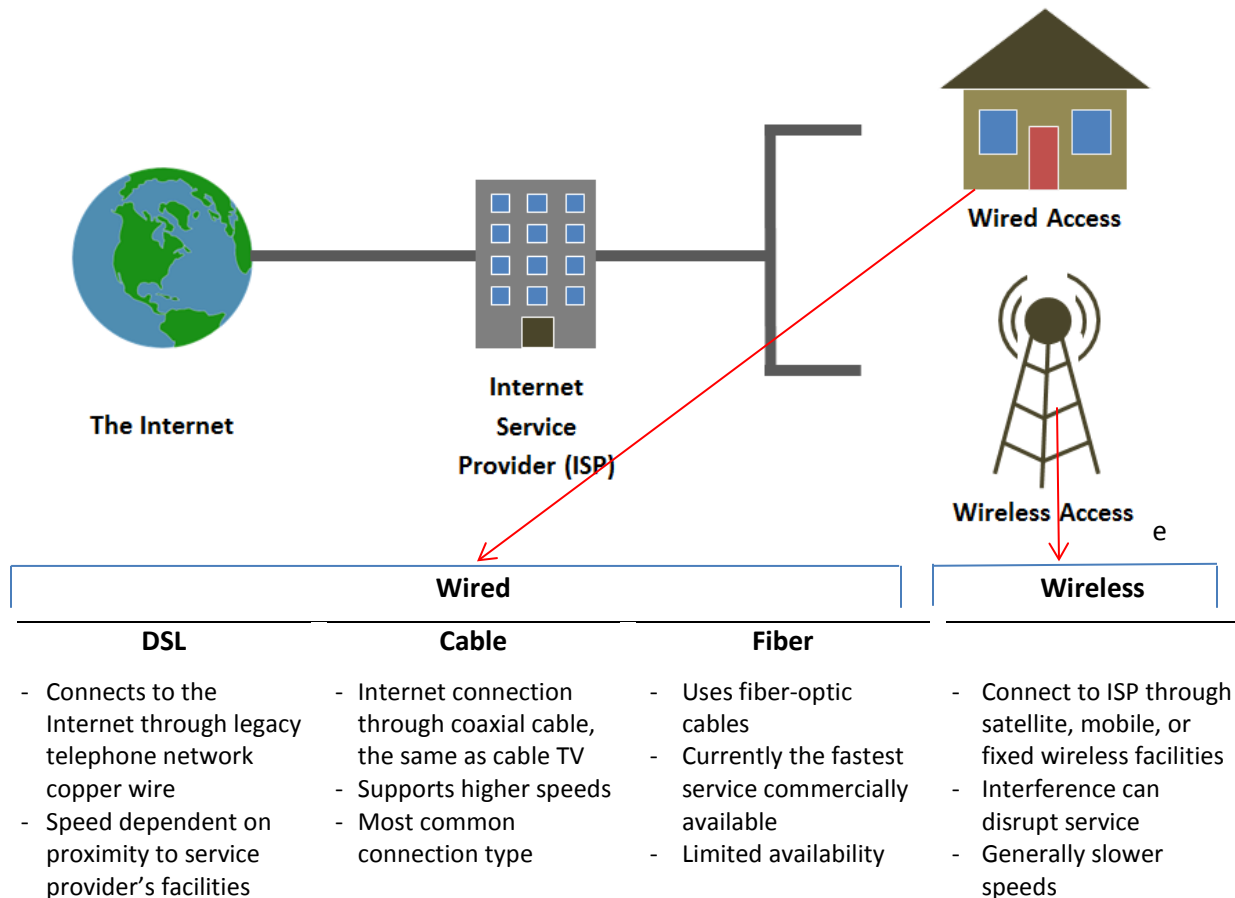 Wired Access
The Internet
Internet
Service
Provider (ISP)
Wireless Access
e
Wired
Wireless
DSL
- Connects to the
Internet through legacy
telephone network
copper wire
- Speed dependent on
proximity to service
provider’s facilities
Cable
- Internet connection
through coaxial cable,
the same as cable TV
- Supports higher speeds
- Most common
connection type
Fiber
- Uses fiber-optic
cables
- Currently the fastest
service commercially
available
- Limited availability
- Connect to ISP through
satellite, mobile, or
fixed wireless facilities
- Interference can
disrupt service
- Generally slower
speeds